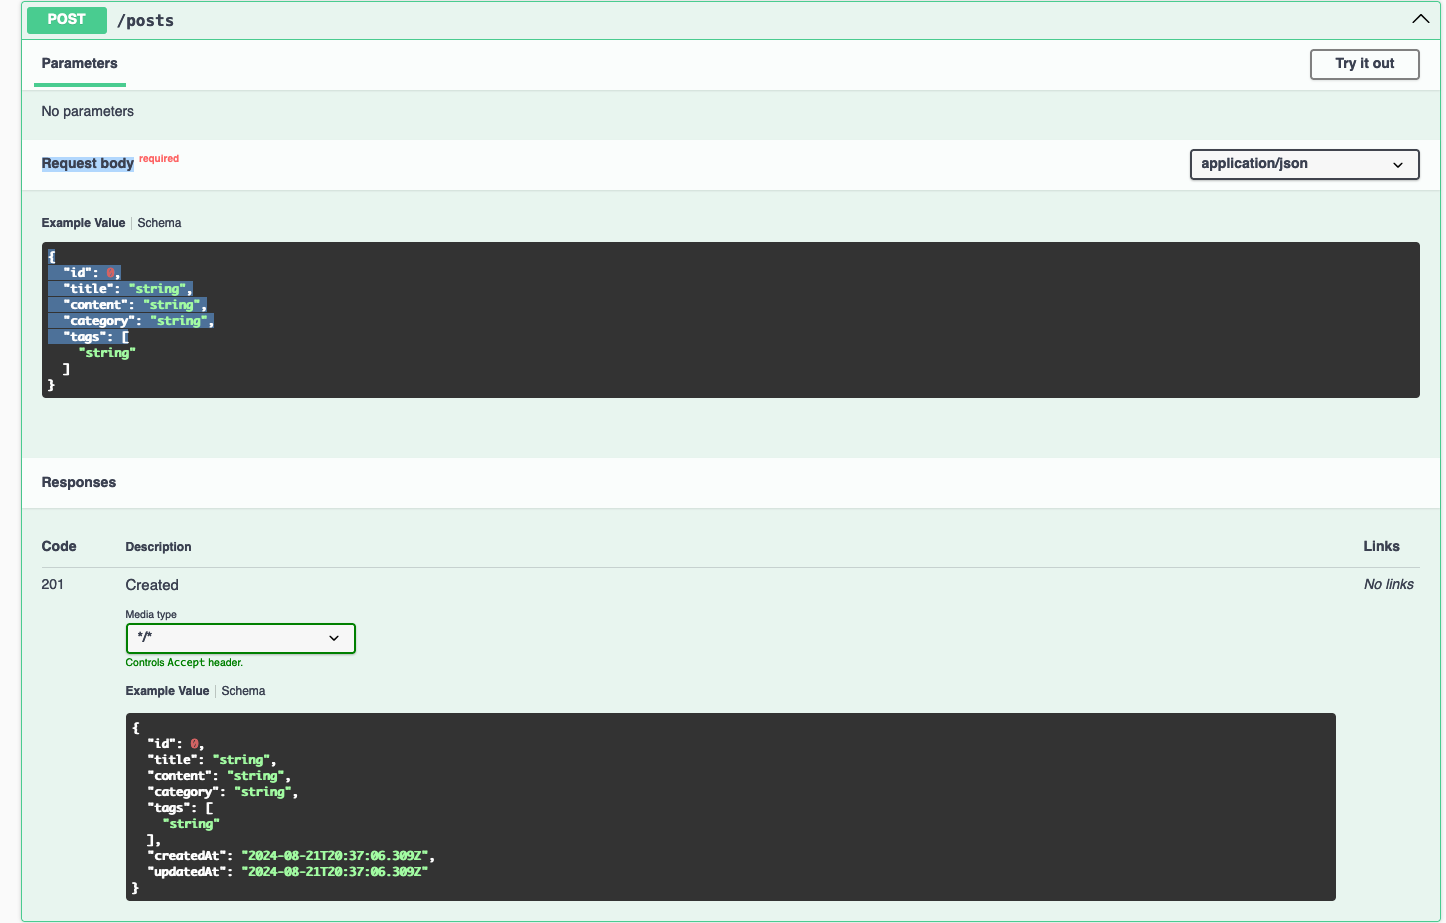 POST /posts
Parameters
Try it out
No parameters
Request body required
application/json
Example Value | Schema
{
  "id": 0,
  "title": "string",
  "content": "string",
  "category": "string",
  "tags": [
    "string"
  ]
}
Responses
Code Description Links
201 Created No links
Media type
*/*
Controls Accept header.
Example Value | Schema
{
  "id": 0,
  "title": "string",
  "content": "string",
  "category": "string",
  "tags": [
    "string"
  ],
  "createdAt": "2024-08-21T20:37:06.309Z",
  "updatedAt": "2024-08-21T20:37:06.309Z"
}